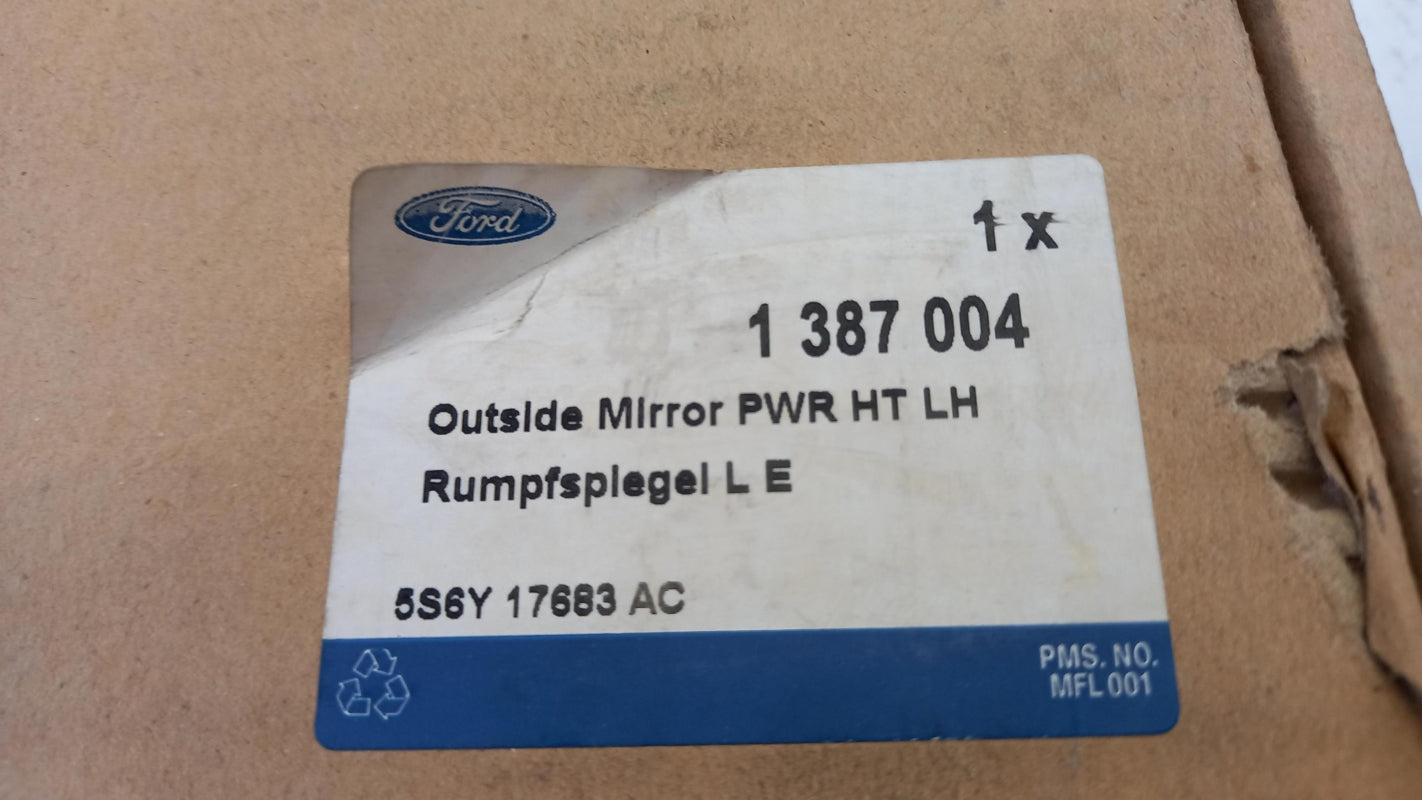 Ford
1 x
1 387 004
Outside Mirror PWR HT LH
Rumpfspiegel L E
5S6Y 17683 AC
PMS. NO.
MFL 001